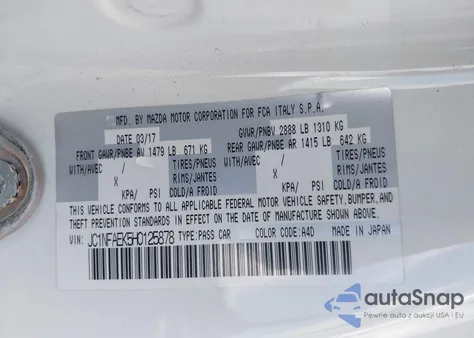 MFD. BY MAZDA MOTOR CORPORATION FOR FCA ITALY S.P.A.
DATE 03/17 GVWR/PNBV 2888 LB 1310 KG
FRONT GAWR/PNBE AV 1479 LB 671 KG REAR GAWR/PNBE AR 1415 LB 642 KG
WITH/AVEC / TIRES/PNEUS WITH/AVEC / TIRES/PNEUS
X RIMS/JANTES X RIMS/JANTES
KPA/ PSI COLD/A FROID KPA/ PSI COLD/A FROID
THIS VEHICLE CONFORMS TO ALL APPLICABLE FEDERAL MOTOR VEHICLE SAFETY, BUMPER, AND
THEFT PREVENTION STANDARDS IN EFFECT ON THE DATE OF MANUFACTURE SHOWN ABOVE.
VIN: JC1NFAEK5H0125878 TYPE: PASS CAR COLOR: A4D MADE IN JAPAN
autoSnap
Pewne auta z aukcji USA i EU